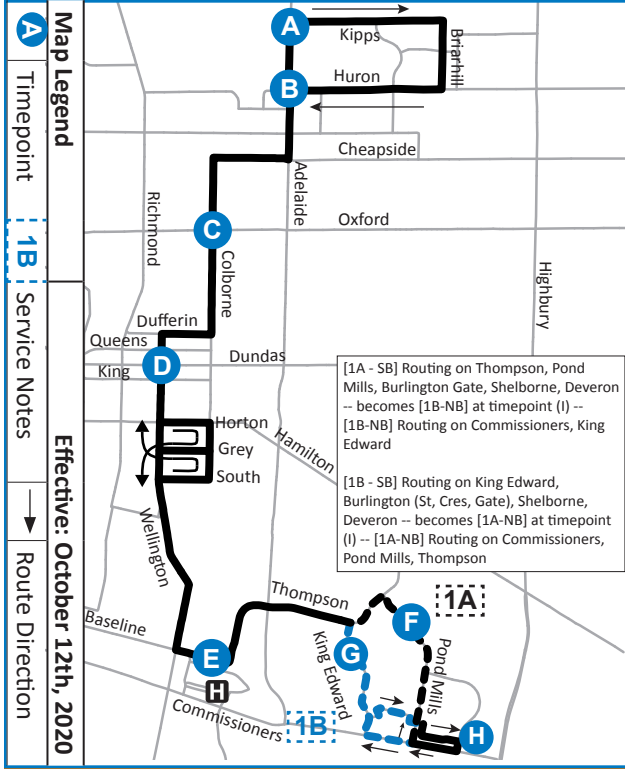 Map Legend
Effective: October 12th, 2020
A
Timepoint
1B
Service Notes
Route Direction
A
Kipps
Briarhill
Huron
B
Cheapside
Adelaide
Richmond
C
Oxford
Colborne
Highbury
Dufferin
Queens
D
Dundas
King
[1A - SB] Routing on Thompson, Pond
Mills, Burlington Gate, Shelborne, Deveron
-- becomes [1B-NB] at timepoint (I) --
[1B-NB] Routing on Commissioners, King
Edward
[1B - SB] Routing on King Edward,
Burlington (St, Cres, Gate), Shelborne,
Deveron -- becomes [1A-NB] at timepoint
(I) -- [1A-NB] Routing on Commissioners,
Pond Mills, Thompson
Horton
Grey
Hamilton
South
Wellington
Thompson
1A
Baseline
F
G
King Edward
Pond Mills
E
H
Commissioners
1B
H